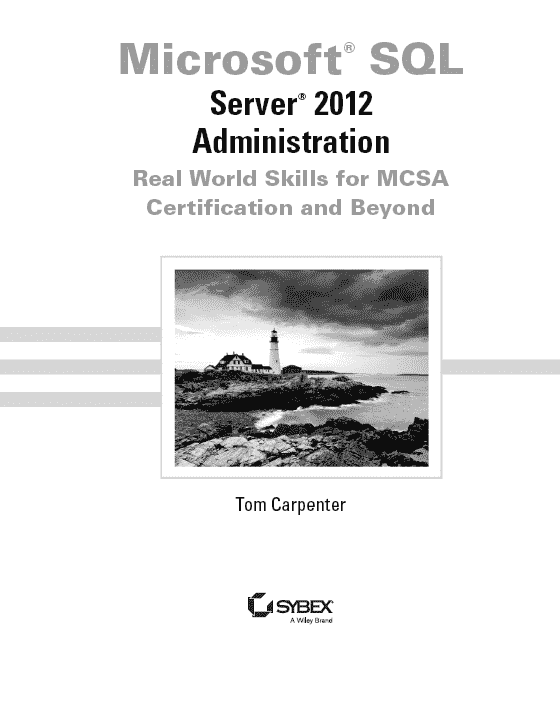 Microsoft® SQL
Server® 2012
Administration
Real World Skills for MCSA
Certification and Beyond
Tom Carpenter
SYBEX®
A Wiley Brand